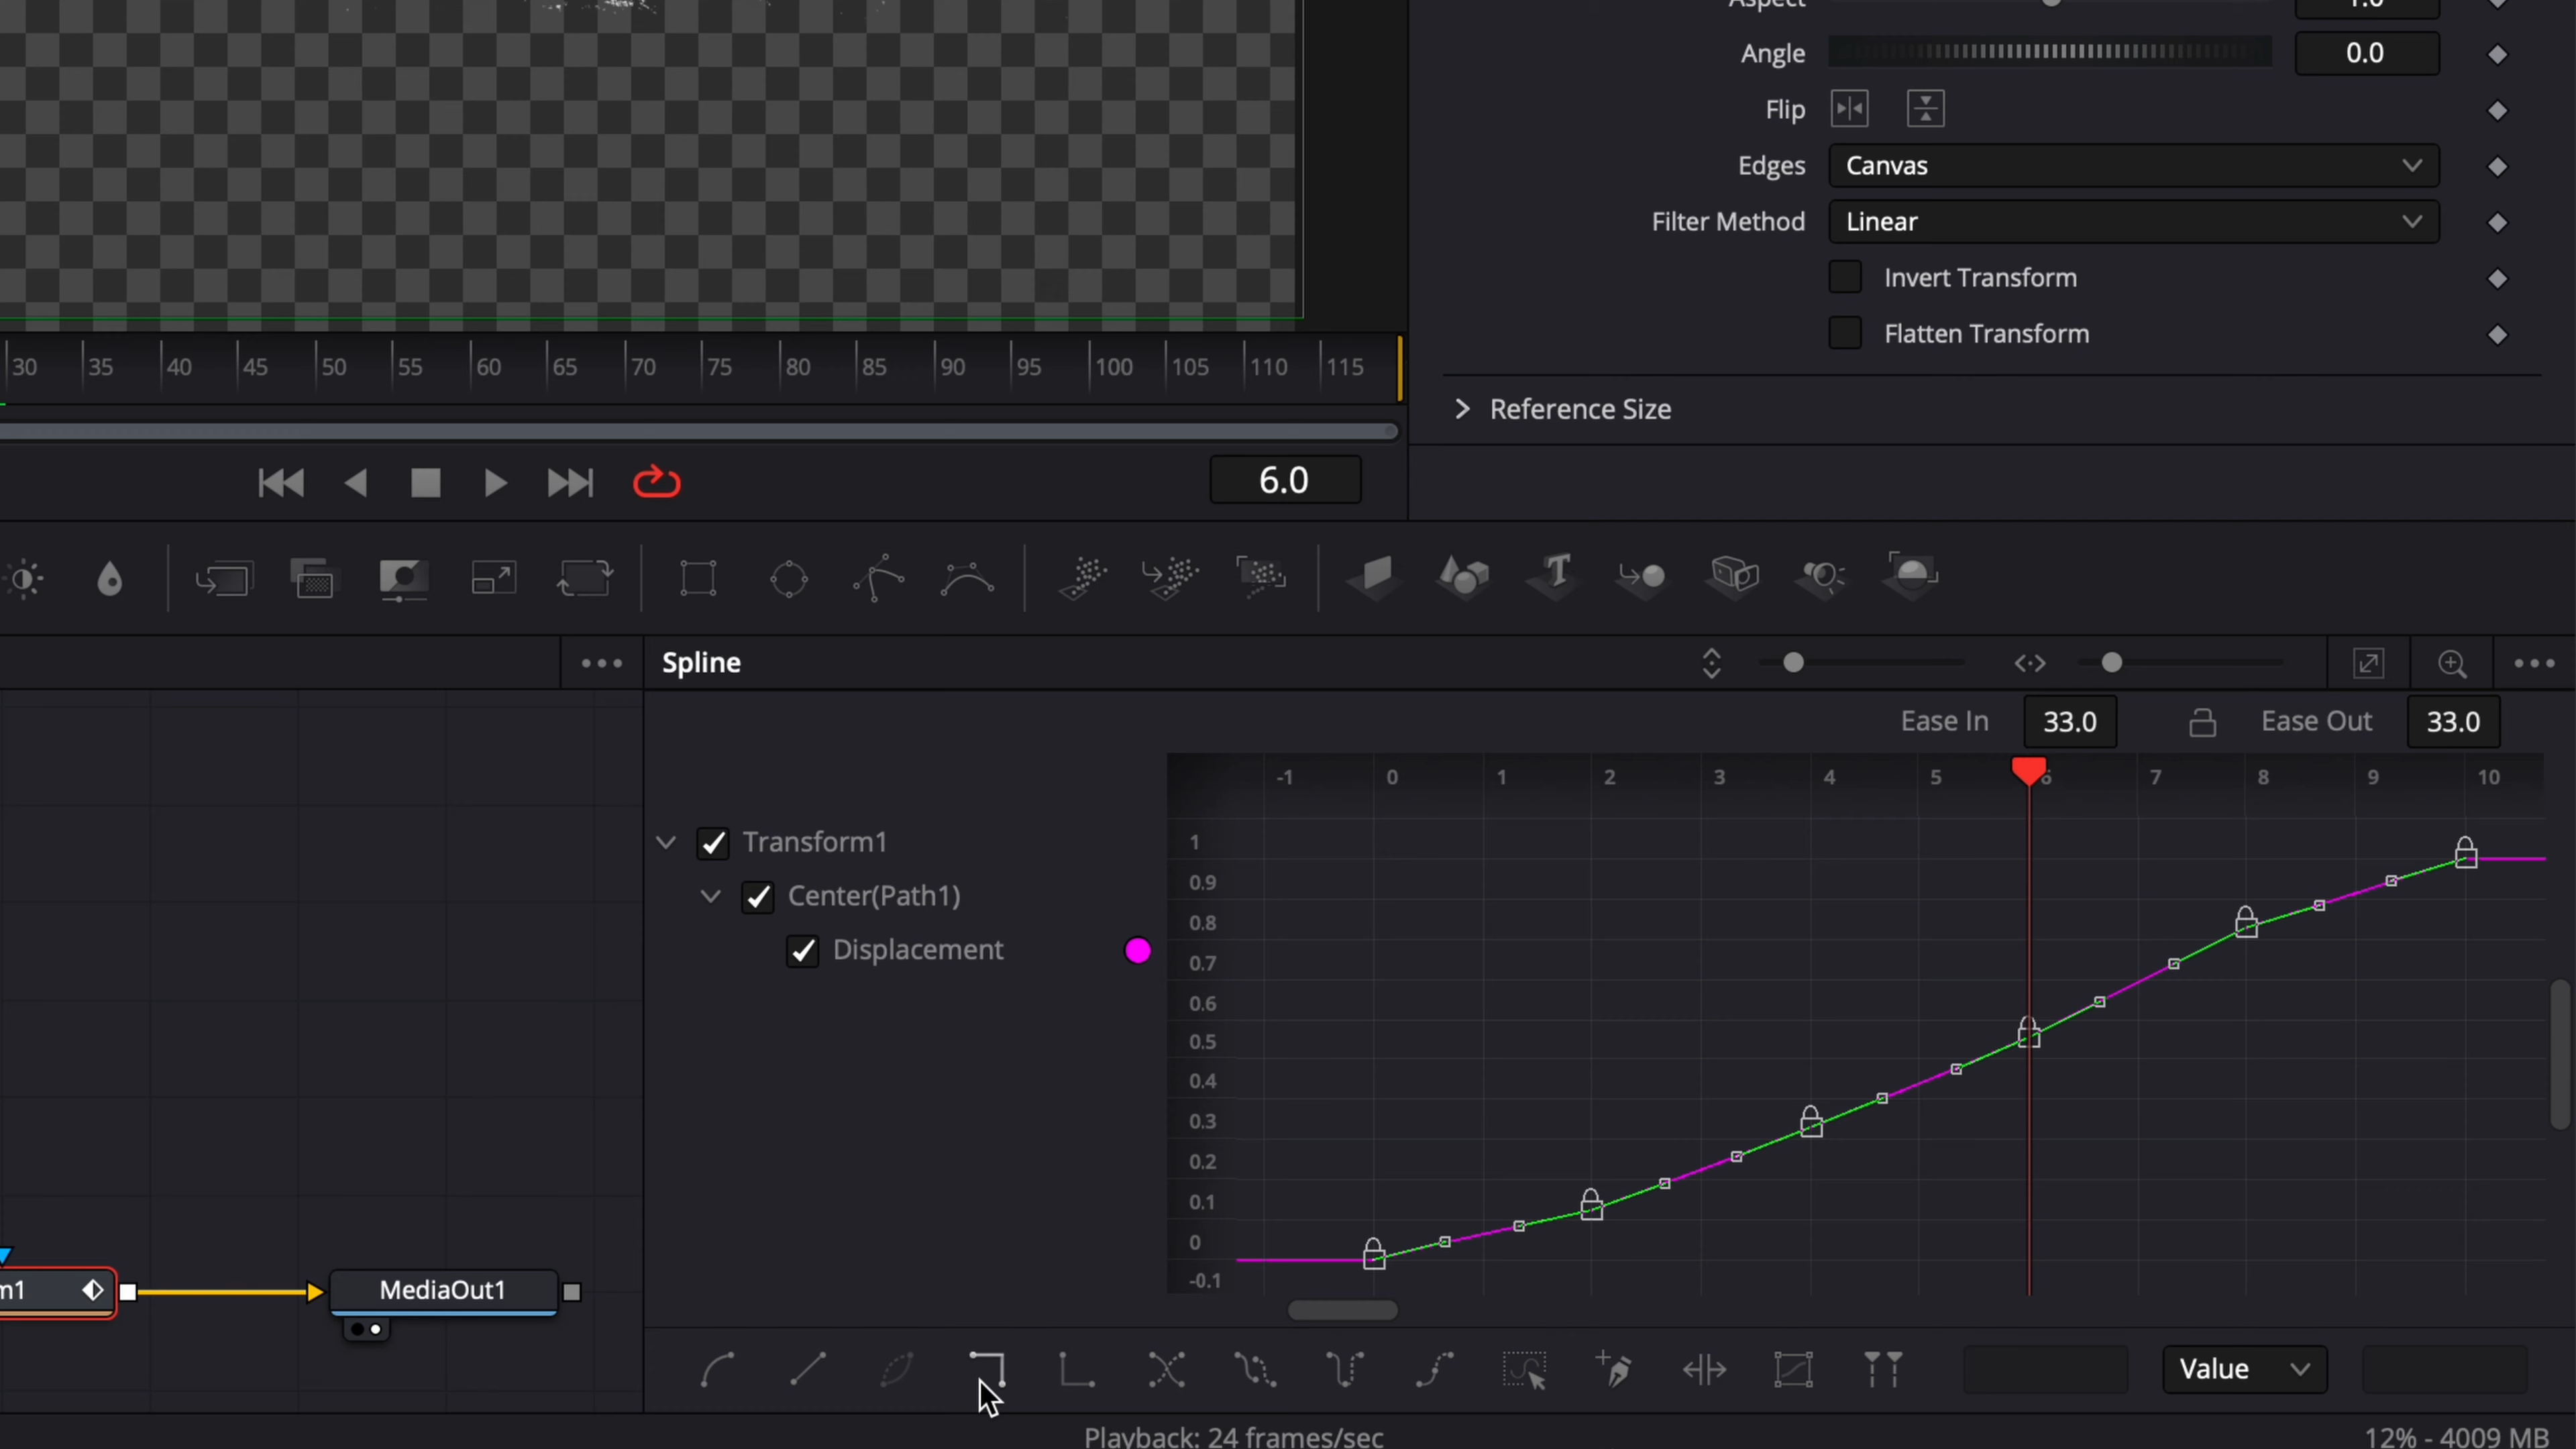 Aspect 1.0
Angle 0.0
Flip
Edges Canvas
Filter Method Linear
Invert Transform
Flatten Transform
30 35 40 45 50 55 60 65 70 75 80 85 90 95 100 105 110 115
Reference Size
6.0
Spline
Ease In 33.0 Ease Out 33.0
-1 0 1 2 3 4 5 6 7 8 9 10
Transform1
Center(Path1)
Displacement
1
0.9
0.8
0.7
0.6
0.5
0.4
0.3
0.2
0.1
0
-0.1
m1 MediaOut1
Value
Playback: 24 frames/sec
12% - 4009 MB